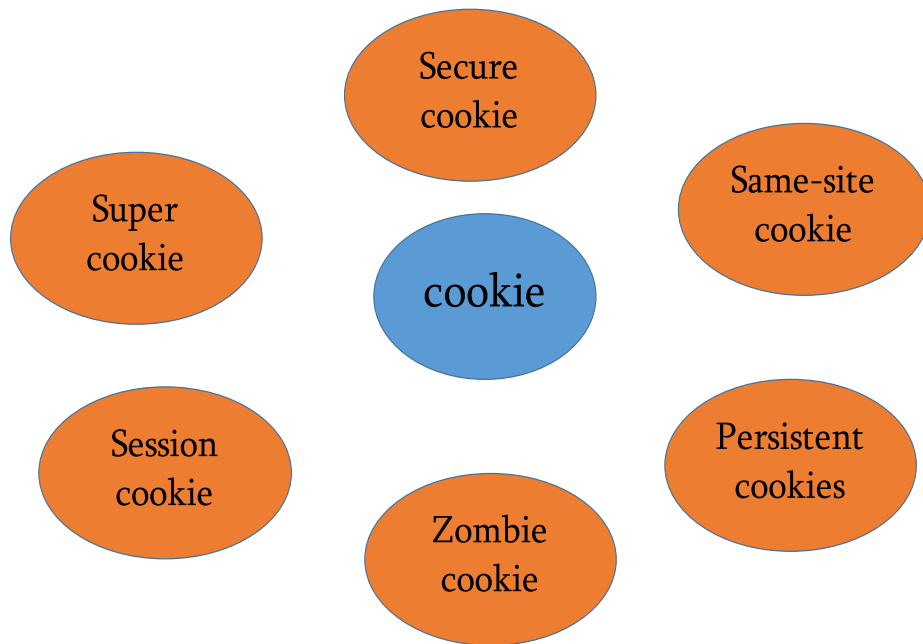 Secure
cookie
Same-site
cookie
Super
cookie
cookie
Session
cookie
Persistent
cookies
Zombie
cookie